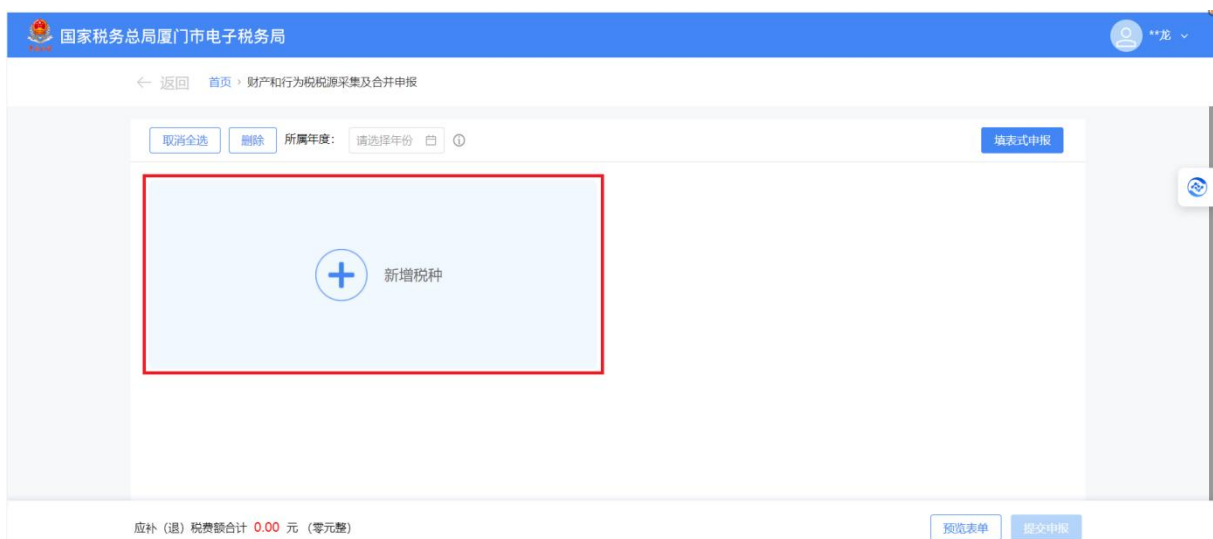 国家税务总局厦门市电子税务局
**龙
返回 首页 财产和行为税税源采集及合并申报
取消全选 删除 所属年度： 请选择年份 填表式申报
新增税种
应补（退）税费额合计 0.00 元 （零元整） 预览表单 提交申报